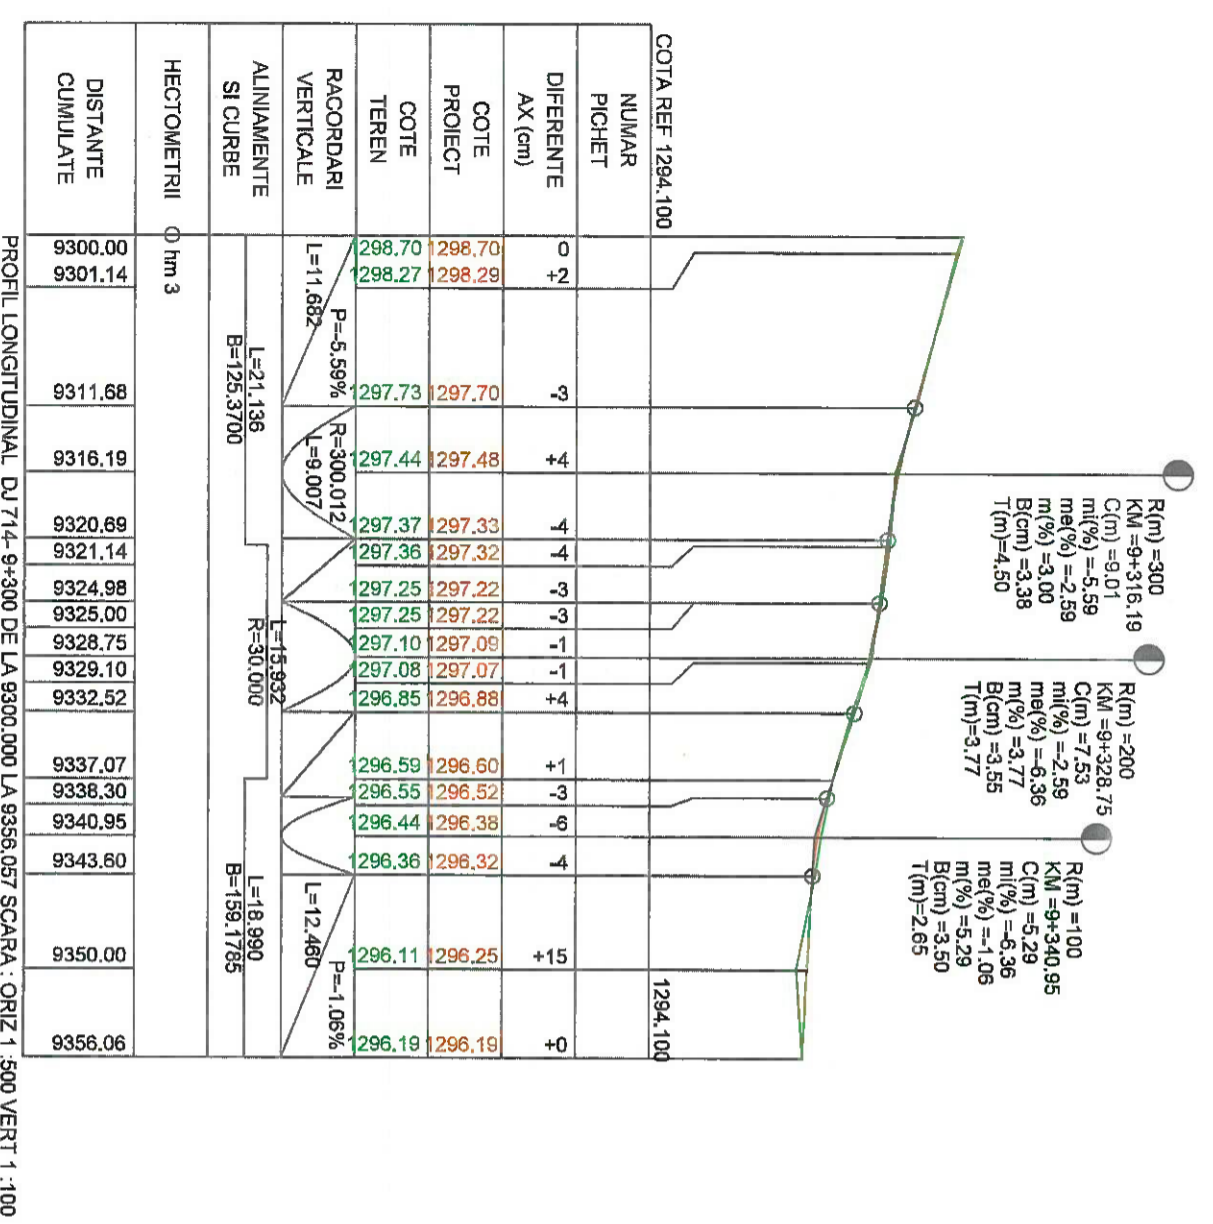 COTA REF 1294.100
1294.100
NUMAR
PICHET
DIFERENTE
AX (cm)
0
+2
-3
+4
-4
-4
-3
-3
-1
-1
+4
+1
-3
-6
-4
+15
+0
COTE
PROIECT
1298.70
1298.29
1297.70
1297.48
1297.33
1297.32
1297.22
1297.22
1297.09
1297.07
1296.88
1296.60
1296.52
1296.38
1296.32
1296.25
1296.19
COTE
TEREN
1298.70
1298.27
1297.73
1297.44
1297.37
1297.36
1297.25
1297.25
1297.10
1297.08
1296.85
1296.59
1296.55
1296.44
1296.36
1296.11
1296.19
RACORDARI
VERTICALE
P=-5.59%
L=11.682
R=300.012
L=9.007
P=-1.06%
L=12.460
ALINIAMENTE
SI CURBE
L=21.136
B=125.3700
L=15.932
R=30.000
L=18.990
B=159.1785
HECTOMETRII
hm 3
DISTANTE
CUMULATE
9300.00
9301.14
9311.68
9316.19
9320.69
9321.14
9324.98
9325.00
9328.75
9329.10
9332.52
9337.07
9338.30
9340.95
9343.60
9350.00
9356.06
R(m) =300
KM =9+316.19
C(m) =9.01
mi(%) =-5.59
me(%) =-2.59
m(%) =3.00
B(cm) =3.38
T(m)=4.50
R(m) =200
KM =9+328.75
C(m) =7.53
mi(%) =-2.59
me(%) =-6.36
m(%) =3.77
B(cm) =3.55
T(m)=3.77
R(m) =100
KM =9+340.95
C(m) =5.29
mi(%) =-6.36
me(%) =-1.06
m(%) =5.29
B(cm) =3.50
T(m)=2.65
PROFIL LONGITUDINAL DJ 714- 9+300 DE LA 9300.000 LA 9356.057 SCARA : ORIZ 1 :500 VERT 1 :100